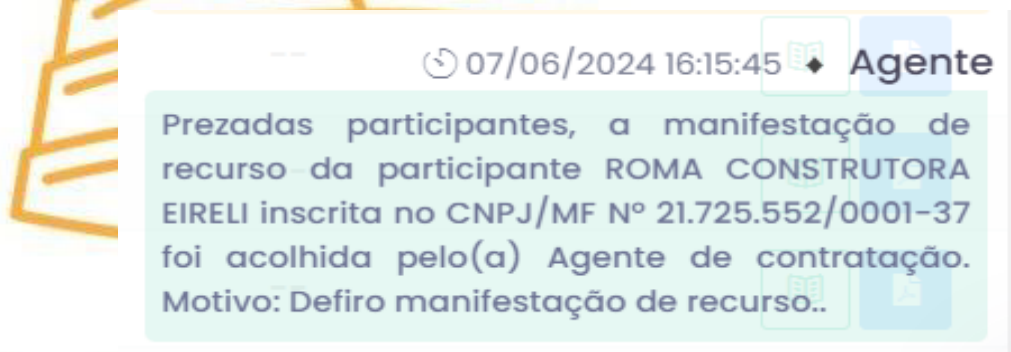 07/06/2024 16:15:45 ◆ Agente
Prezadas participantes, a manifestação de
recurso da participante ROMA CONSTRUTORA
EIRELI inscrita no CNPJ/MF Nº 21.725.552/0001-37
foi acolhida pelo(a) Agente de contratação.
Motivo: Defiro manifestação de recurso..